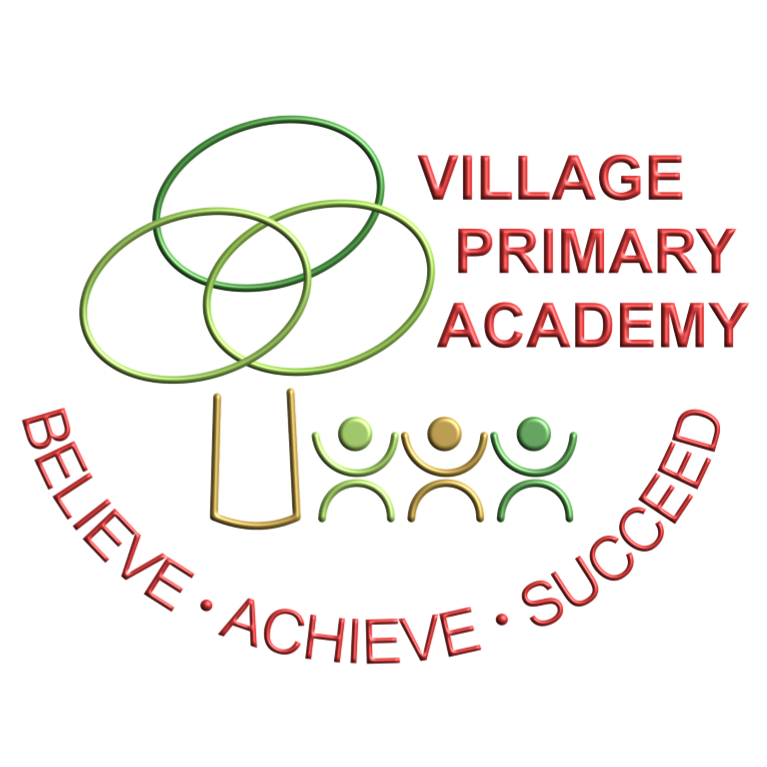 VILLAGE
PRIMARY
ACADEMY
BELIEVE • ACHIEVE • SUCCEED